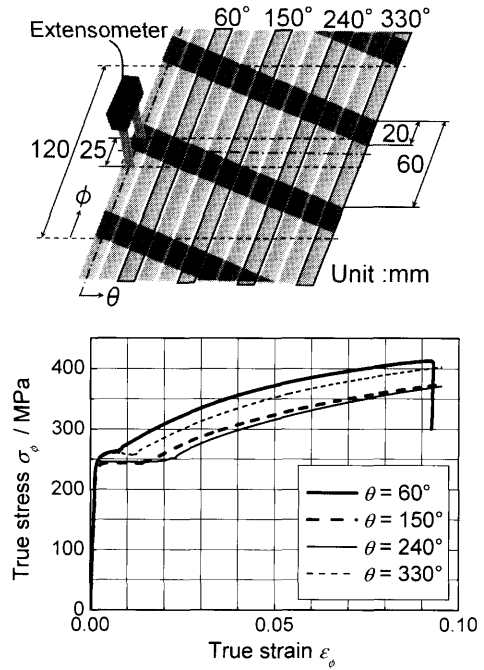 60° 150° 240° 330°
Extensometer
120
25
20
60
ϕ
θ
Unit :mm
True stress σϕ / MPa
400
300
250
200
100
0
0.00
0.05
0.10
True strain εϕ
θ = 60°
θ = 150°
θ = 240°
θ = 330°